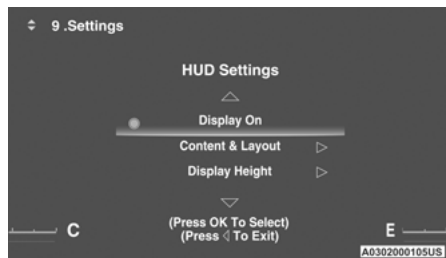 9 .Settings
HUD Settings
Display On
Content & Layout
Display Height
(Press OK To Select)
(Press ◁ To Exit)
C
E
A0302000105US